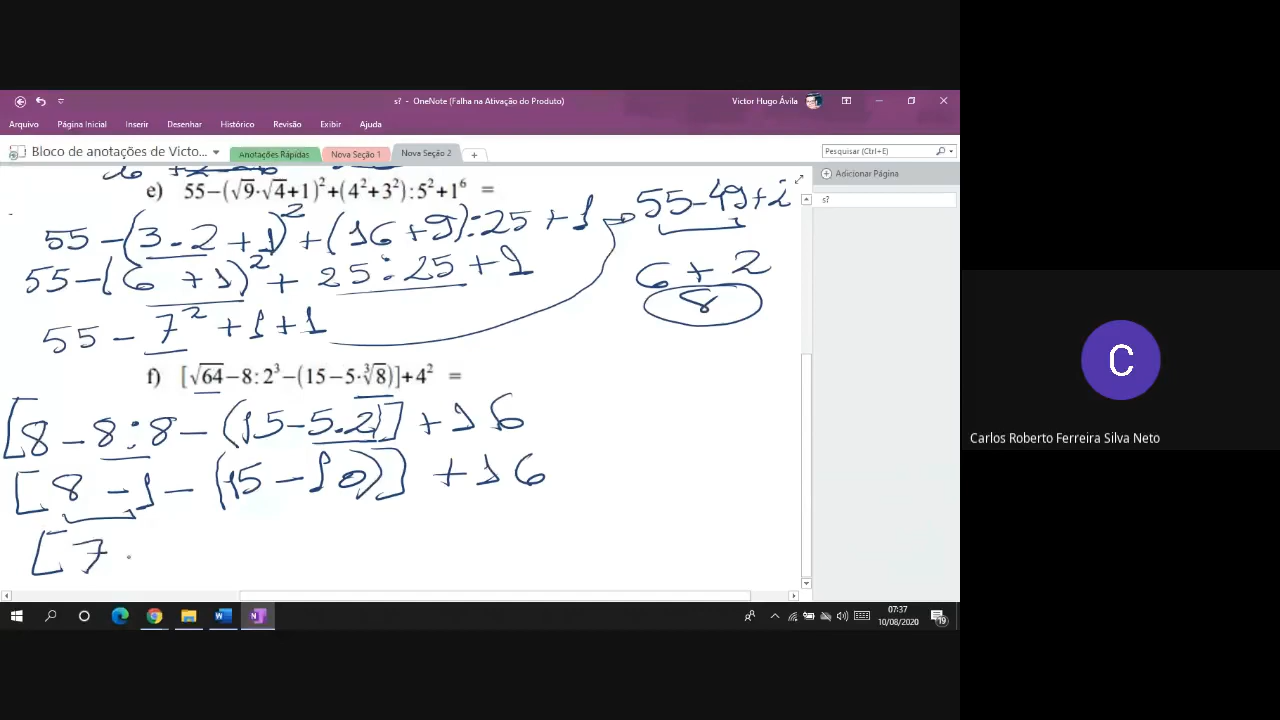 s? - OneNote (Falha na Ativação do Produto)
Victor Hugo Ávila
Arquivo Página Inicial Inserir Desenhar Histórico Revisão Exibir Ajuda
Bloco de anotações de Victo...
Anotações Rápidas
Nova Seção 1
Nova Seção 2
Pesquisar (Ctrl+E)
Adicionar Página
s?
e) 55-(√9·√4+1)²+(4²+3²):5²+1⁶ =
55-(3-2+1)²+(16+9):25+1
55-49+2
55-(6+1)²+25:25+1
6+2
8
55-7²+1+1
f) [√64-8:2³-(15-5·∛8)]+4² =
[8-8:8-(15-5.2)]+16
[8-1-(15-10)]+16
[7
C
Carlos Roberto Ferreira Silva Neto
07:37
10/08/2020
19